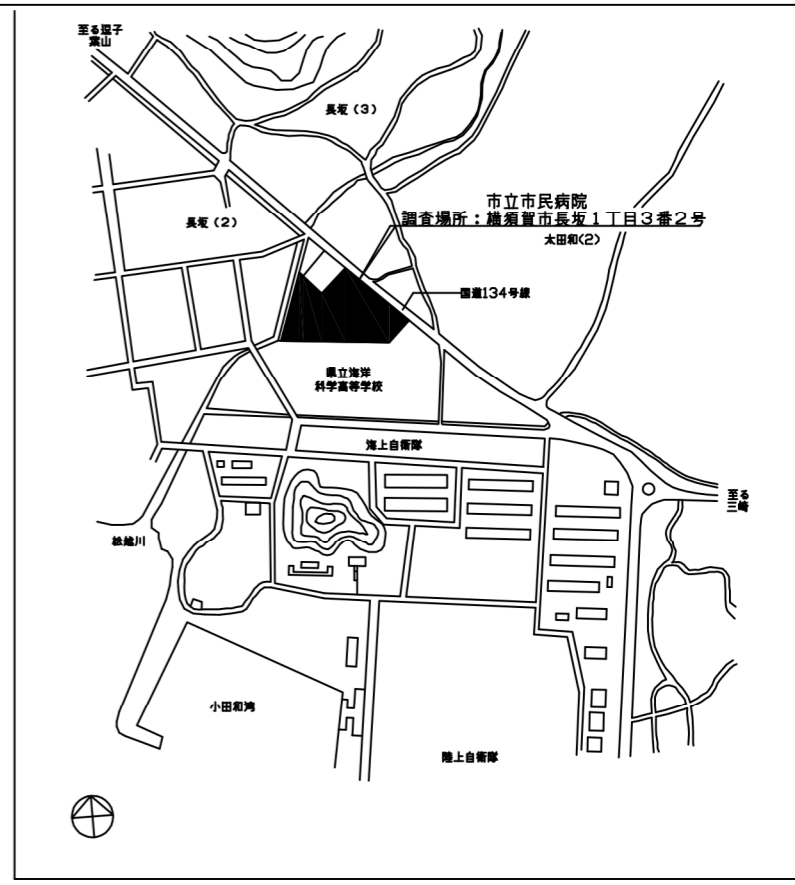 至る逗子
葉山
長坂（3）
市立市民病院
調査場所：横須賀市長坂１丁目３番２号
長坂（2）
太田和(2)
国道134号線
県立海洋
科学高等学校
海上自衛隊
至る
三崎
松越川
小田和湾
陸上自衛隊